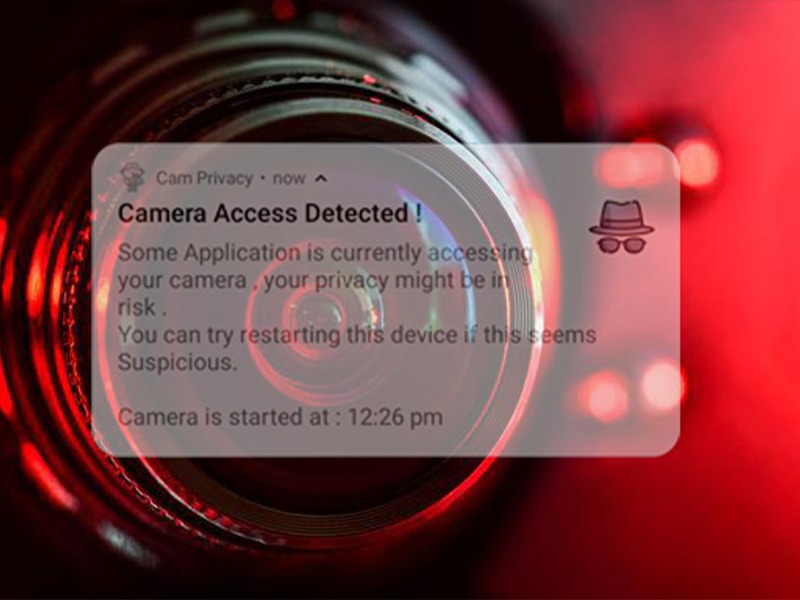 Cam Privacy • now
Camera Access Detected !
Some Application is currently accessing
your camera , your privacy might be in
risk .
You can try restarting this device if this seems
Suspicious.
Camera is started at : 12:26 pm